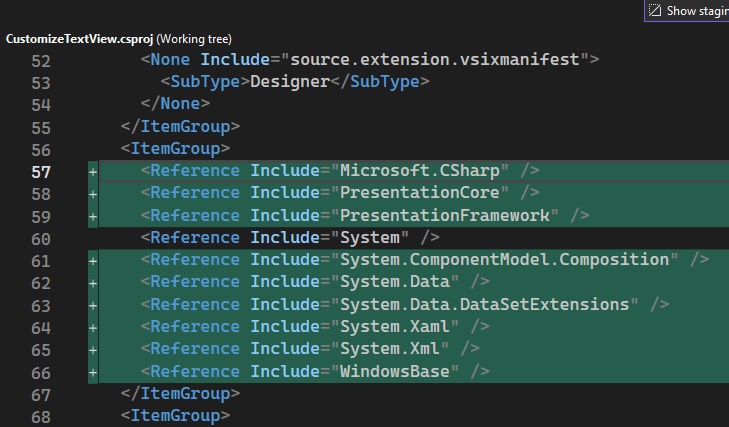 Show stagin
CustomizeTextView.csproj (Working tree)
52 <None Include="source.extension.vsixmanifest">
53 <SubType>Designer</SubType>
54 </None>
55 </ItemGroup>
56 <ItemGroup>
57 + <Reference Include="Microsoft.CSharp" />
58 + <Reference Include="PresentationCore" />
59 + <Reference Include="PresentationFramework" />
60 <Reference Include="System" />
61 + <Reference Include="System.ComponentModel.Composition" />
62 + <Reference Include="System.Data" />
63 + <Reference Include="System.Data.DataSetExtensions" />
64 + <Reference Include="System.Xaml" />
65 + <Reference Include="System.Xml" />
66 + <Reference Include="WindowsBase" />
67 </ItemGroup>
68 <ItemGroup>